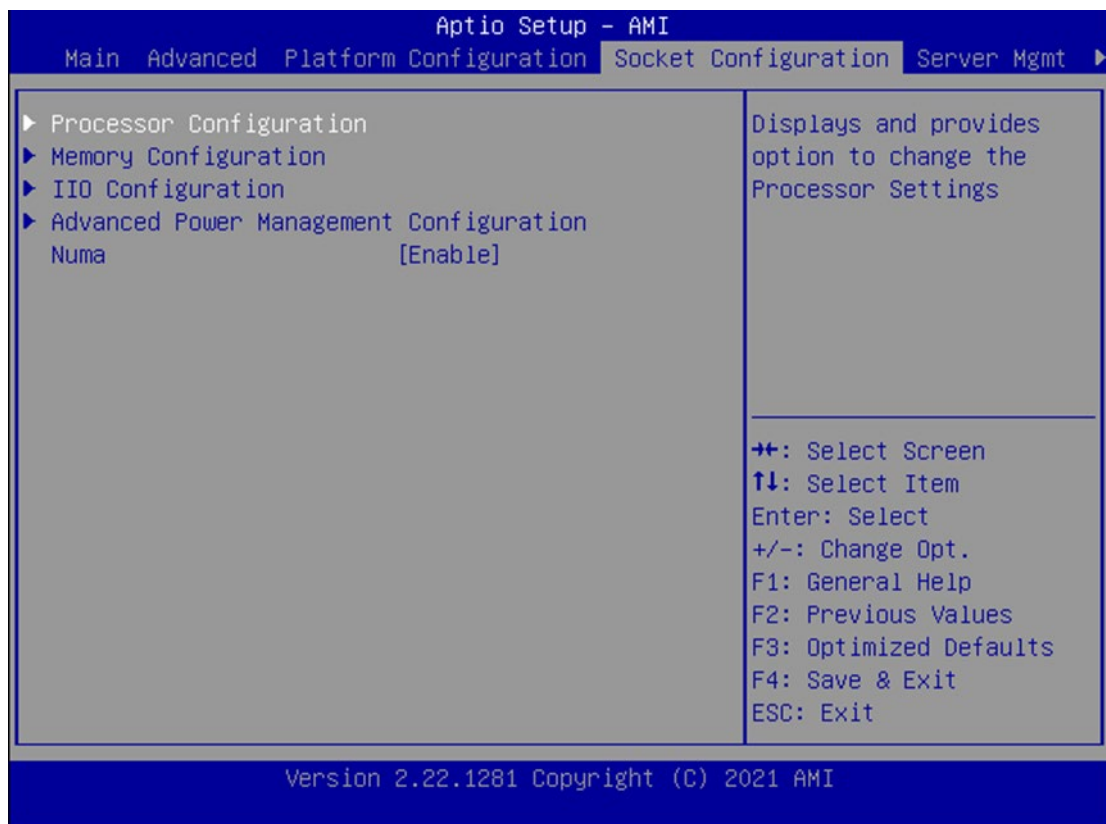 Aptio Setup – AMI
Main Advanced Platform Configuration Socket Configuration Server Mgmt ▶
▶ Processor Configuration
▶ Memory Configuration
▶ IIO Configuration
▶ Advanced Power Management Configuration
Numa [Enable]
Displays and provides
option to change the
Processor Settings
→←: Select Screen
↑↓: Select Item
Enter: Select
+/-: Change Opt.
F1: General Help
F2: Previous Values
F3: Optimized Defaults
F4: Save & Exit
ESC: Exit
Version 2.22.1281 Copyright (C) 2021 AMI